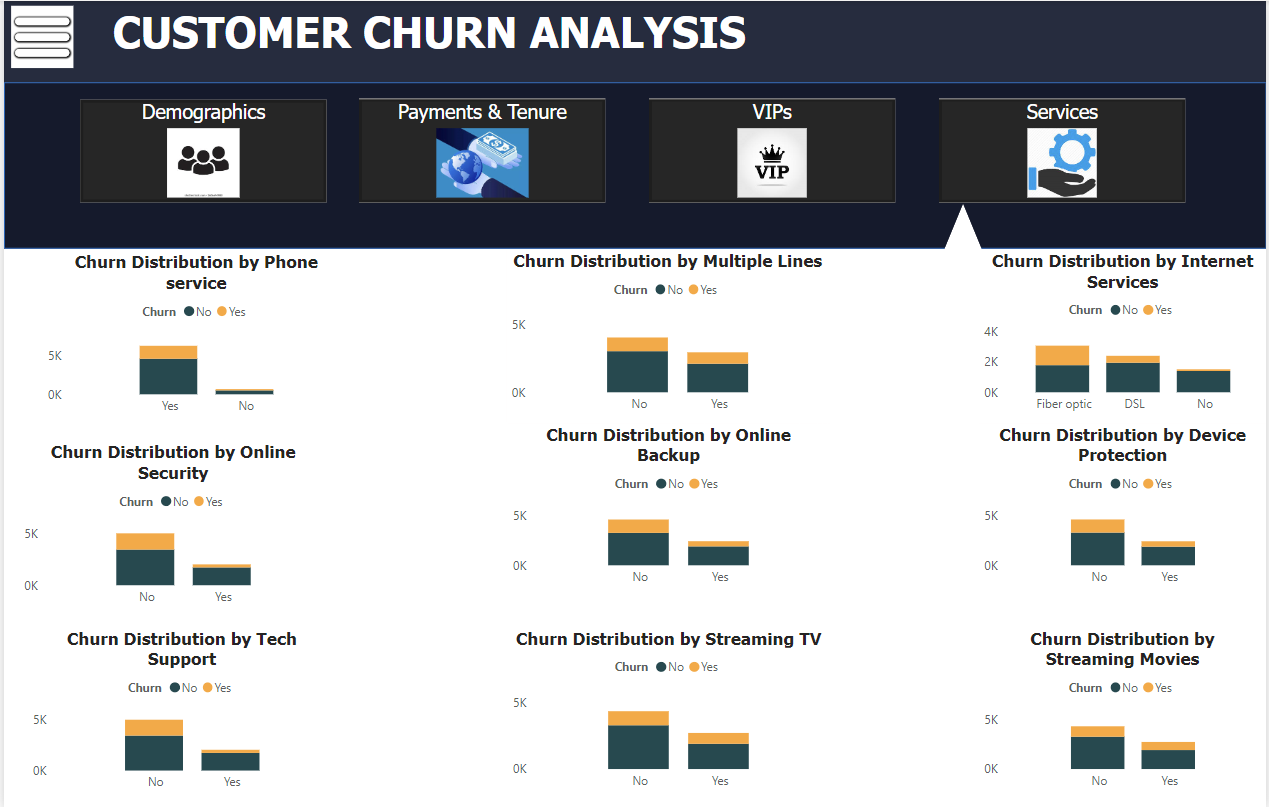 CUSTOMER CHURN ANALYSIS
Demographics
Payments & Tenure
VIPs
VIP
Services
Churn Distribution by Phone
service
Churn No Yes
5K
0K
Yes No
Churn Distribution by Multiple Lines
Churn No Yes
5K
0K
No Yes
Churn Distribution by Internet
Services
Churn No Yes
4K
2K
0K
Fiber optic DSL No
Churn Distribution by Online
Security
Churn No Yes
5K
0K
No Yes
Churn Distribution by Online
Backup
Churn No Yes
5K
0K
No Yes
Churn Distribution by Device
Protection
Churn No Yes
5K
0K
No Yes
Churn Distribution by Tech
Support
Churn No Yes
5K
0K
No Yes
Churn Distribution by Streaming TV
Churn No Yes
5K
0K
No Yes
Churn Distribution by
Streaming Movies
Churn No Yes
5K
0K
No Yes